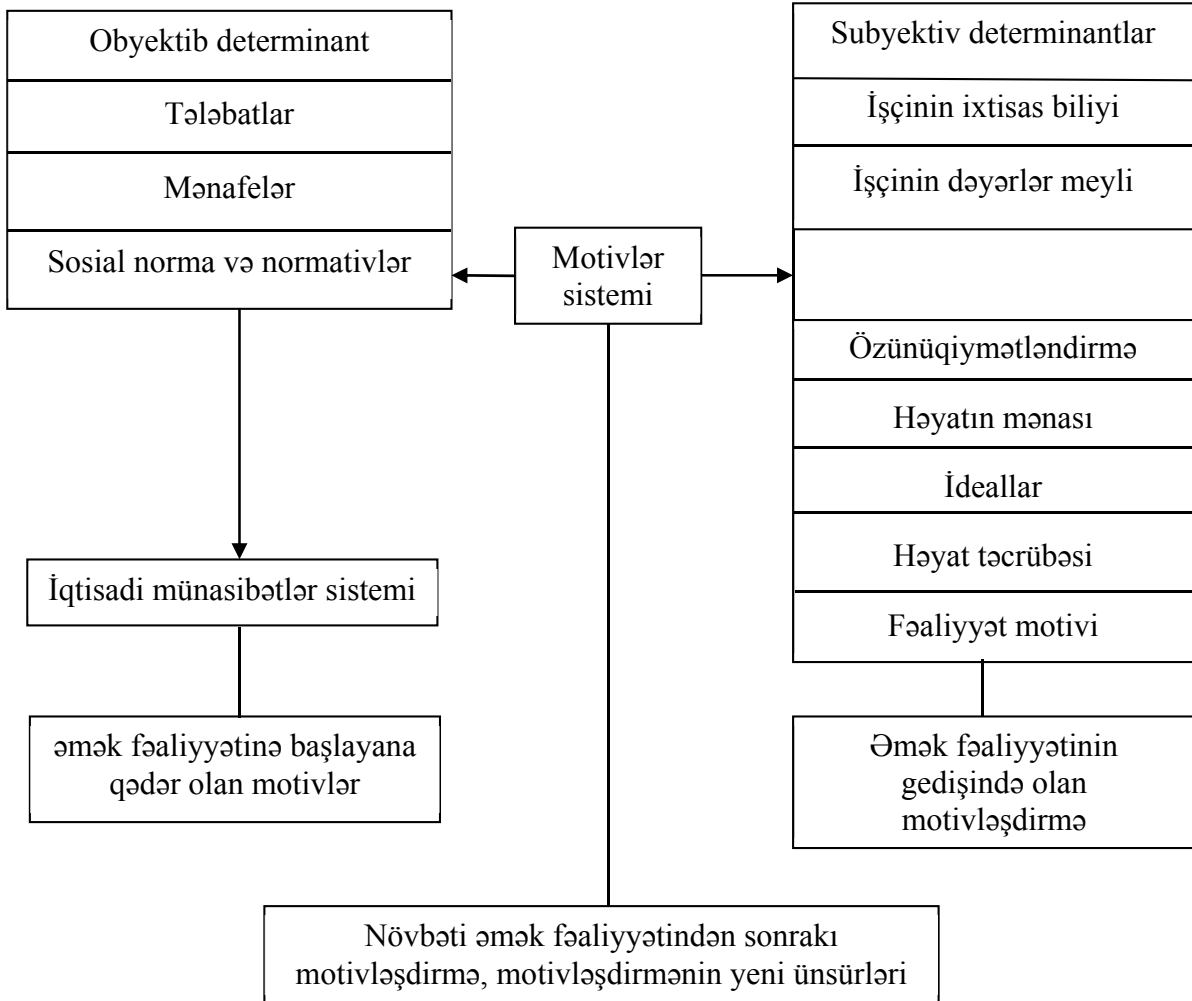 Obyektib determinant
Tələbatlar
Mənafelər
Sosial norma və normativlər
Motivlər
sistemi
Subyektiv determinantlar
İşçinin ixtisas biliyi
İşçinin dəyərlər meyli
Özünüqiymətləndirmə
Həyatın mənası
İdeallar
Həyat təcrübəsi
Fəaliyyət motivi
İqtisadi münasibətlər sistemi
əmək fəaliyyətinə başlayana
qədər olan motivlər
Əmək fəaliyyətinin
gedişində olan
motivləşdirmə
Növbəti əmək fəaliyyətindən sonrakı
motivləşdirmə, motivləşdirmənin yeni ünsürləri